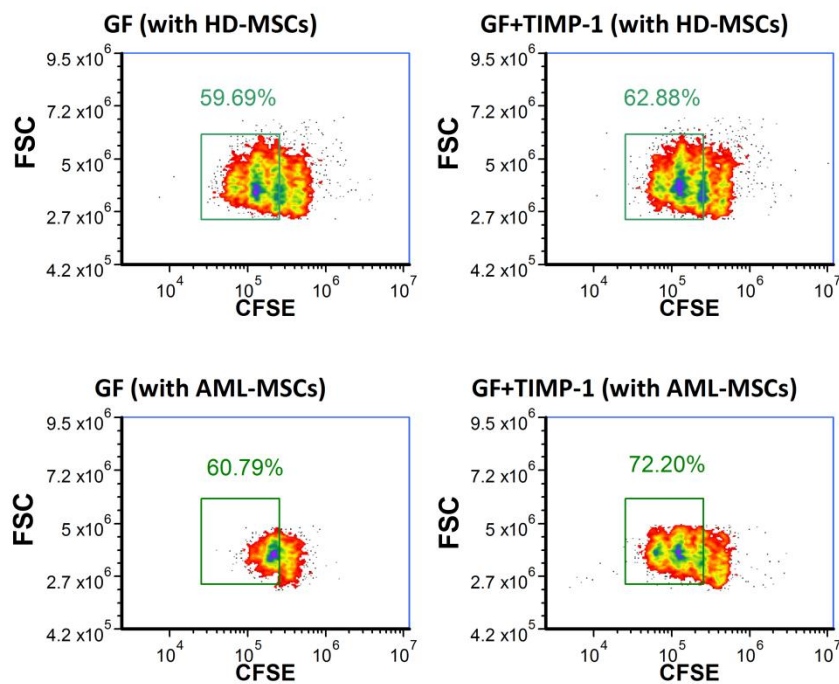 GF (with HD-MSCs)
9.5 x10⁶
7.2 x10⁶
5 x10⁶
2.7 x10⁶
4.2 x10⁵
FSC
59.69%
10⁴ 10⁵ 10⁶ 10⁷
CFSE
GF+TIMP-1 (with HD-MSCs)
9.5 x10⁶
7.2 x10⁶
5 x10⁶
2.7 x10⁶
4.2 x10⁵
FSC
62.88%
10⁴ 10⁵ 10⁶ 10⁷
CFSE
GF (with AML-MSCs)
9.5 x10⁶
7.2 x10⁶
5 x10⁶
2.7 x10⁶
4.2 x10⁵
FSC
60.79%
10⁴ 10⁵ 10⁶ 10⁷
CFSE
GF+TIMP-1 (with AML-MSCs)
9.5 x10⁶
7.2 x10⁶
5 x10⁶
2.7 x10⁶
4.2 x10⁵
FSC
72.20%
10⁴ 10⁵ 10⁶ 10⁷
CFSE